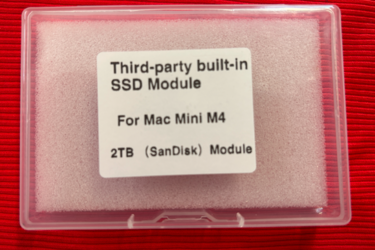 Third-party built-in
SSD Module
For Mac Mini M4
2TB （SanDisk） Module